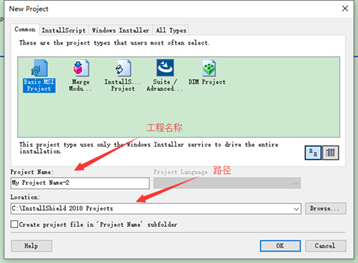 New Project
Common InstallScript Windows Installer All Types
These are the project types that users most often select.
Basic MSI Project
Merge Modu...
InstallS... Project
Suite / Advanced...
DIM Project
This project type uses only the Windows Installer service to drive the entire
installation.
工程名称
Project Name:
Project Language
My Project Name-2
路径
Location:
C:\InstallShield 2018 Projects
Browse...
Create project file in 'Project Name' subfolder
Help
OK
Cancel